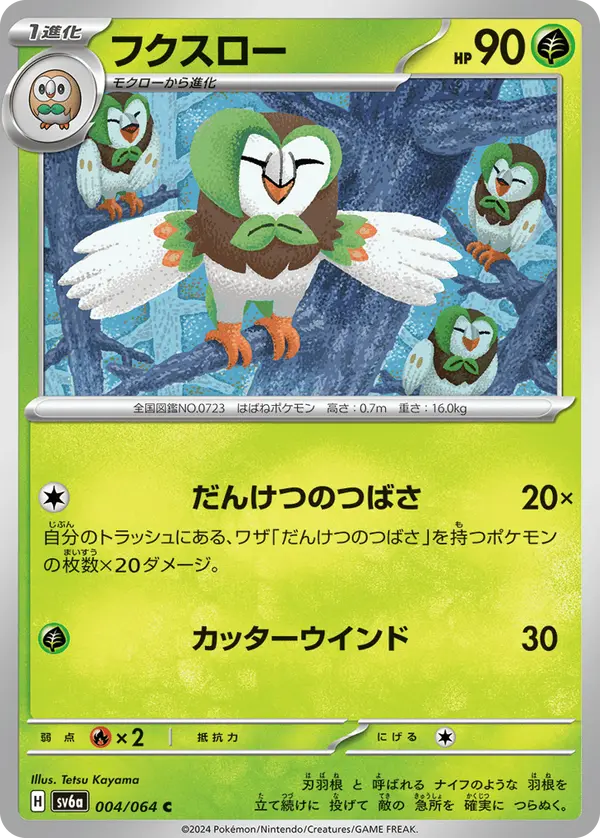 1進化
フクスロー
HP 90
モクローから進化
全国図鑑NO.0723 はばねポケモン 高さ:0.7m 重さ:16.0kg
だんけつのつばさ 20×
自分のトラッシュにある、ワザ「だんけつのつばさ」を持つポケモン
の枚数×20ダメージ。
カッターウインド 30
弱点 ×2 抵抗力 にげる
Illus. Tetsu Kayama
H sv6a 004/064 C
刃羽根 と 呼ばれる ナイフのような 羽根を
立て続けに 投げて 敵の 急所を 確実に つらぬく。
©2024 Pokémon/Nintendo/Creatures/GAME FREAK.